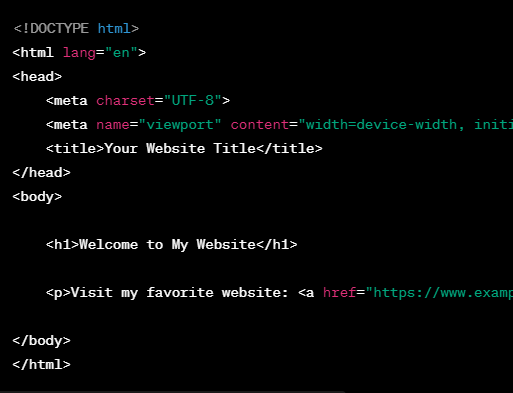 <!DOCTYPE html>
<html lang="en">
<head>
    <meta charset="UTF-8">
    <meta name="viewport" content="width=device-width, initi
    <title>Your Website Title</title>
</head>
<body>

    <h1>Welcome to My Website</h1>

    <p>Visit my favorite website: <a href="https://www.examp

</body>
</html>